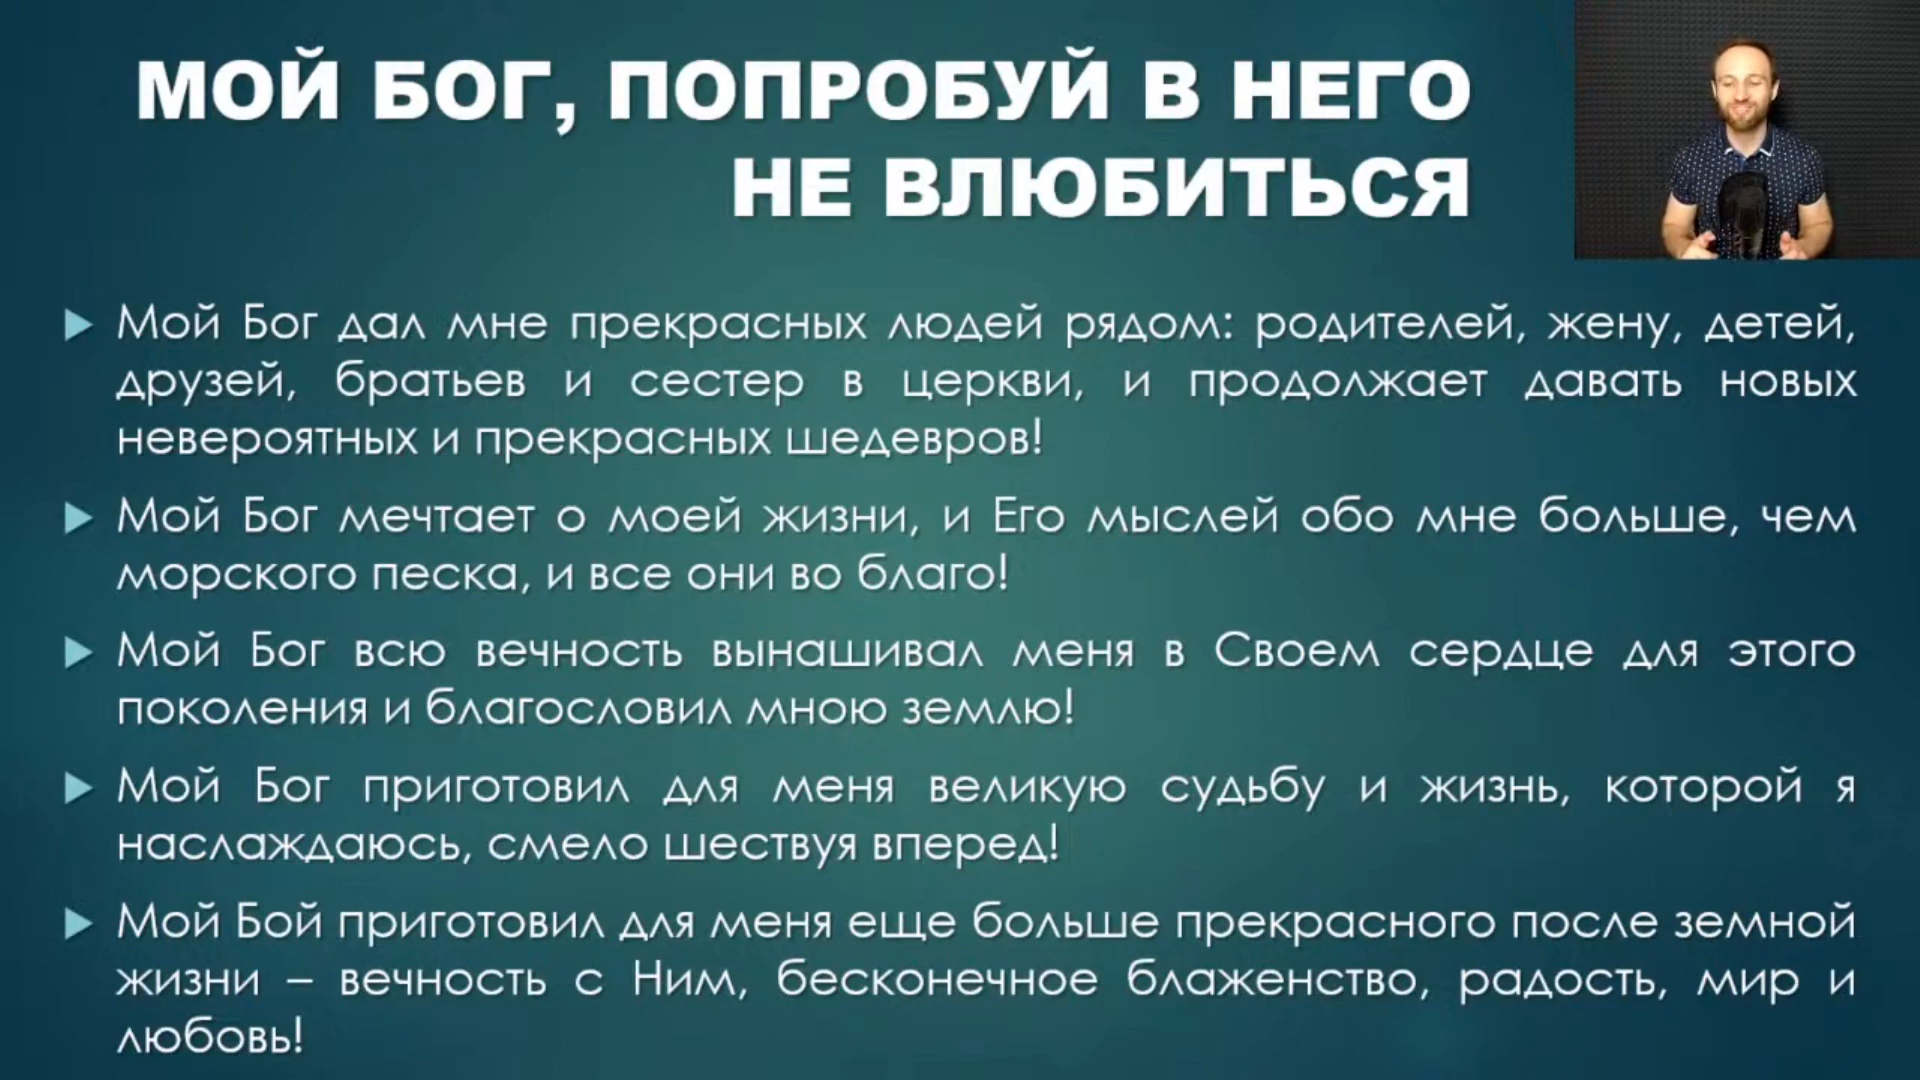 МОЙ БОГ, ПОПРОБУЙ В НЕГО
НЕ ВЛЮБИТЬСЯ
Мой Бог дал мне прекрасных людей рядом: родителей, жену, детей,
друзей, братьев и сестер в церкви, и продолжает давать новых
невероятных и прекрасных шедевров!
Мой Бог мечтает о моей жизни, и Его мыслей обо мне больше, чем
морского песка, и все они во благо!
Мой Бог всю вечность вынашивал меня в Своем сердце для этого
поколения и благословил мною землю!
Мой Бог приготовил для меня великую судьбу и жизнь, которой я
наслаждаюсь, смело шествуя вперед!
Мой Бой приготовил для меня еще больше прекрасного после земной
жизни – вечность с Ним, бесконечное блаженство, радость, мир и
любовь!